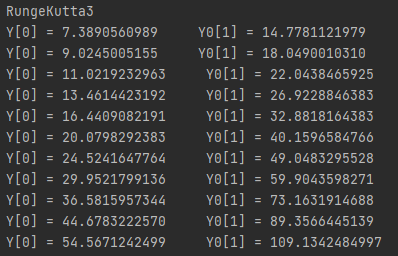 RungeKutta3
Y[0] = 7.3890560989     Y0[1] = 14.7781121979
Y[0] = 9.0245005155     Y0[1] = 18.0490010310
Y[0] = 11.0219232963     Y0[1] = 22.0438465925
Y[0] = 13.4614423192     Y0[1] = 26.9228846383
Y[0] = 16.4409082191     Y0[1] = 32.8818164383
Y[0] = 20.0798292383     Y0[1] = 40.1596584766
Y[0] = 24.5241647764     Y0[1] = 49.0483295528
Y[0] = 29.9521799136     Y0[1] = 59.9043598271
Y[0] = 36.5815957344     Y0[1] = 73.1631914688
Y[0] = 44.6783222570     Y0[1] = 89.3566445139
Y[0] = 54.5671242499     Y0[1] = 109.1342484997